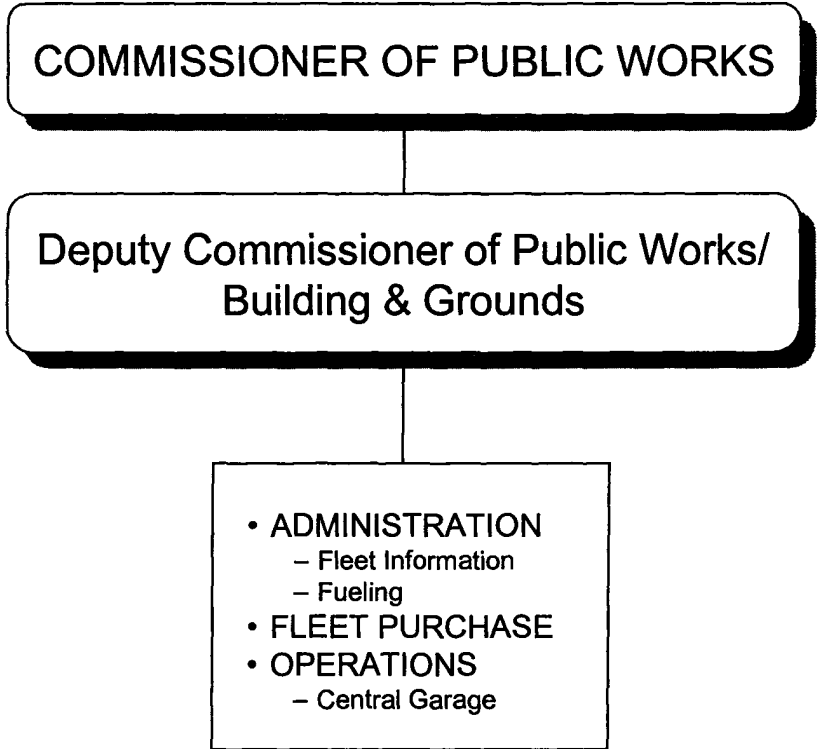 COMMISSIONER OF PUBLIC WORKS
Deputy Commissioner of Public Works/
Building & Grounds
• ADMINISTRATION
– Fleet Information
– Fueling
• FLEET PURCHASE
• OPERATIONS
– Central Garage